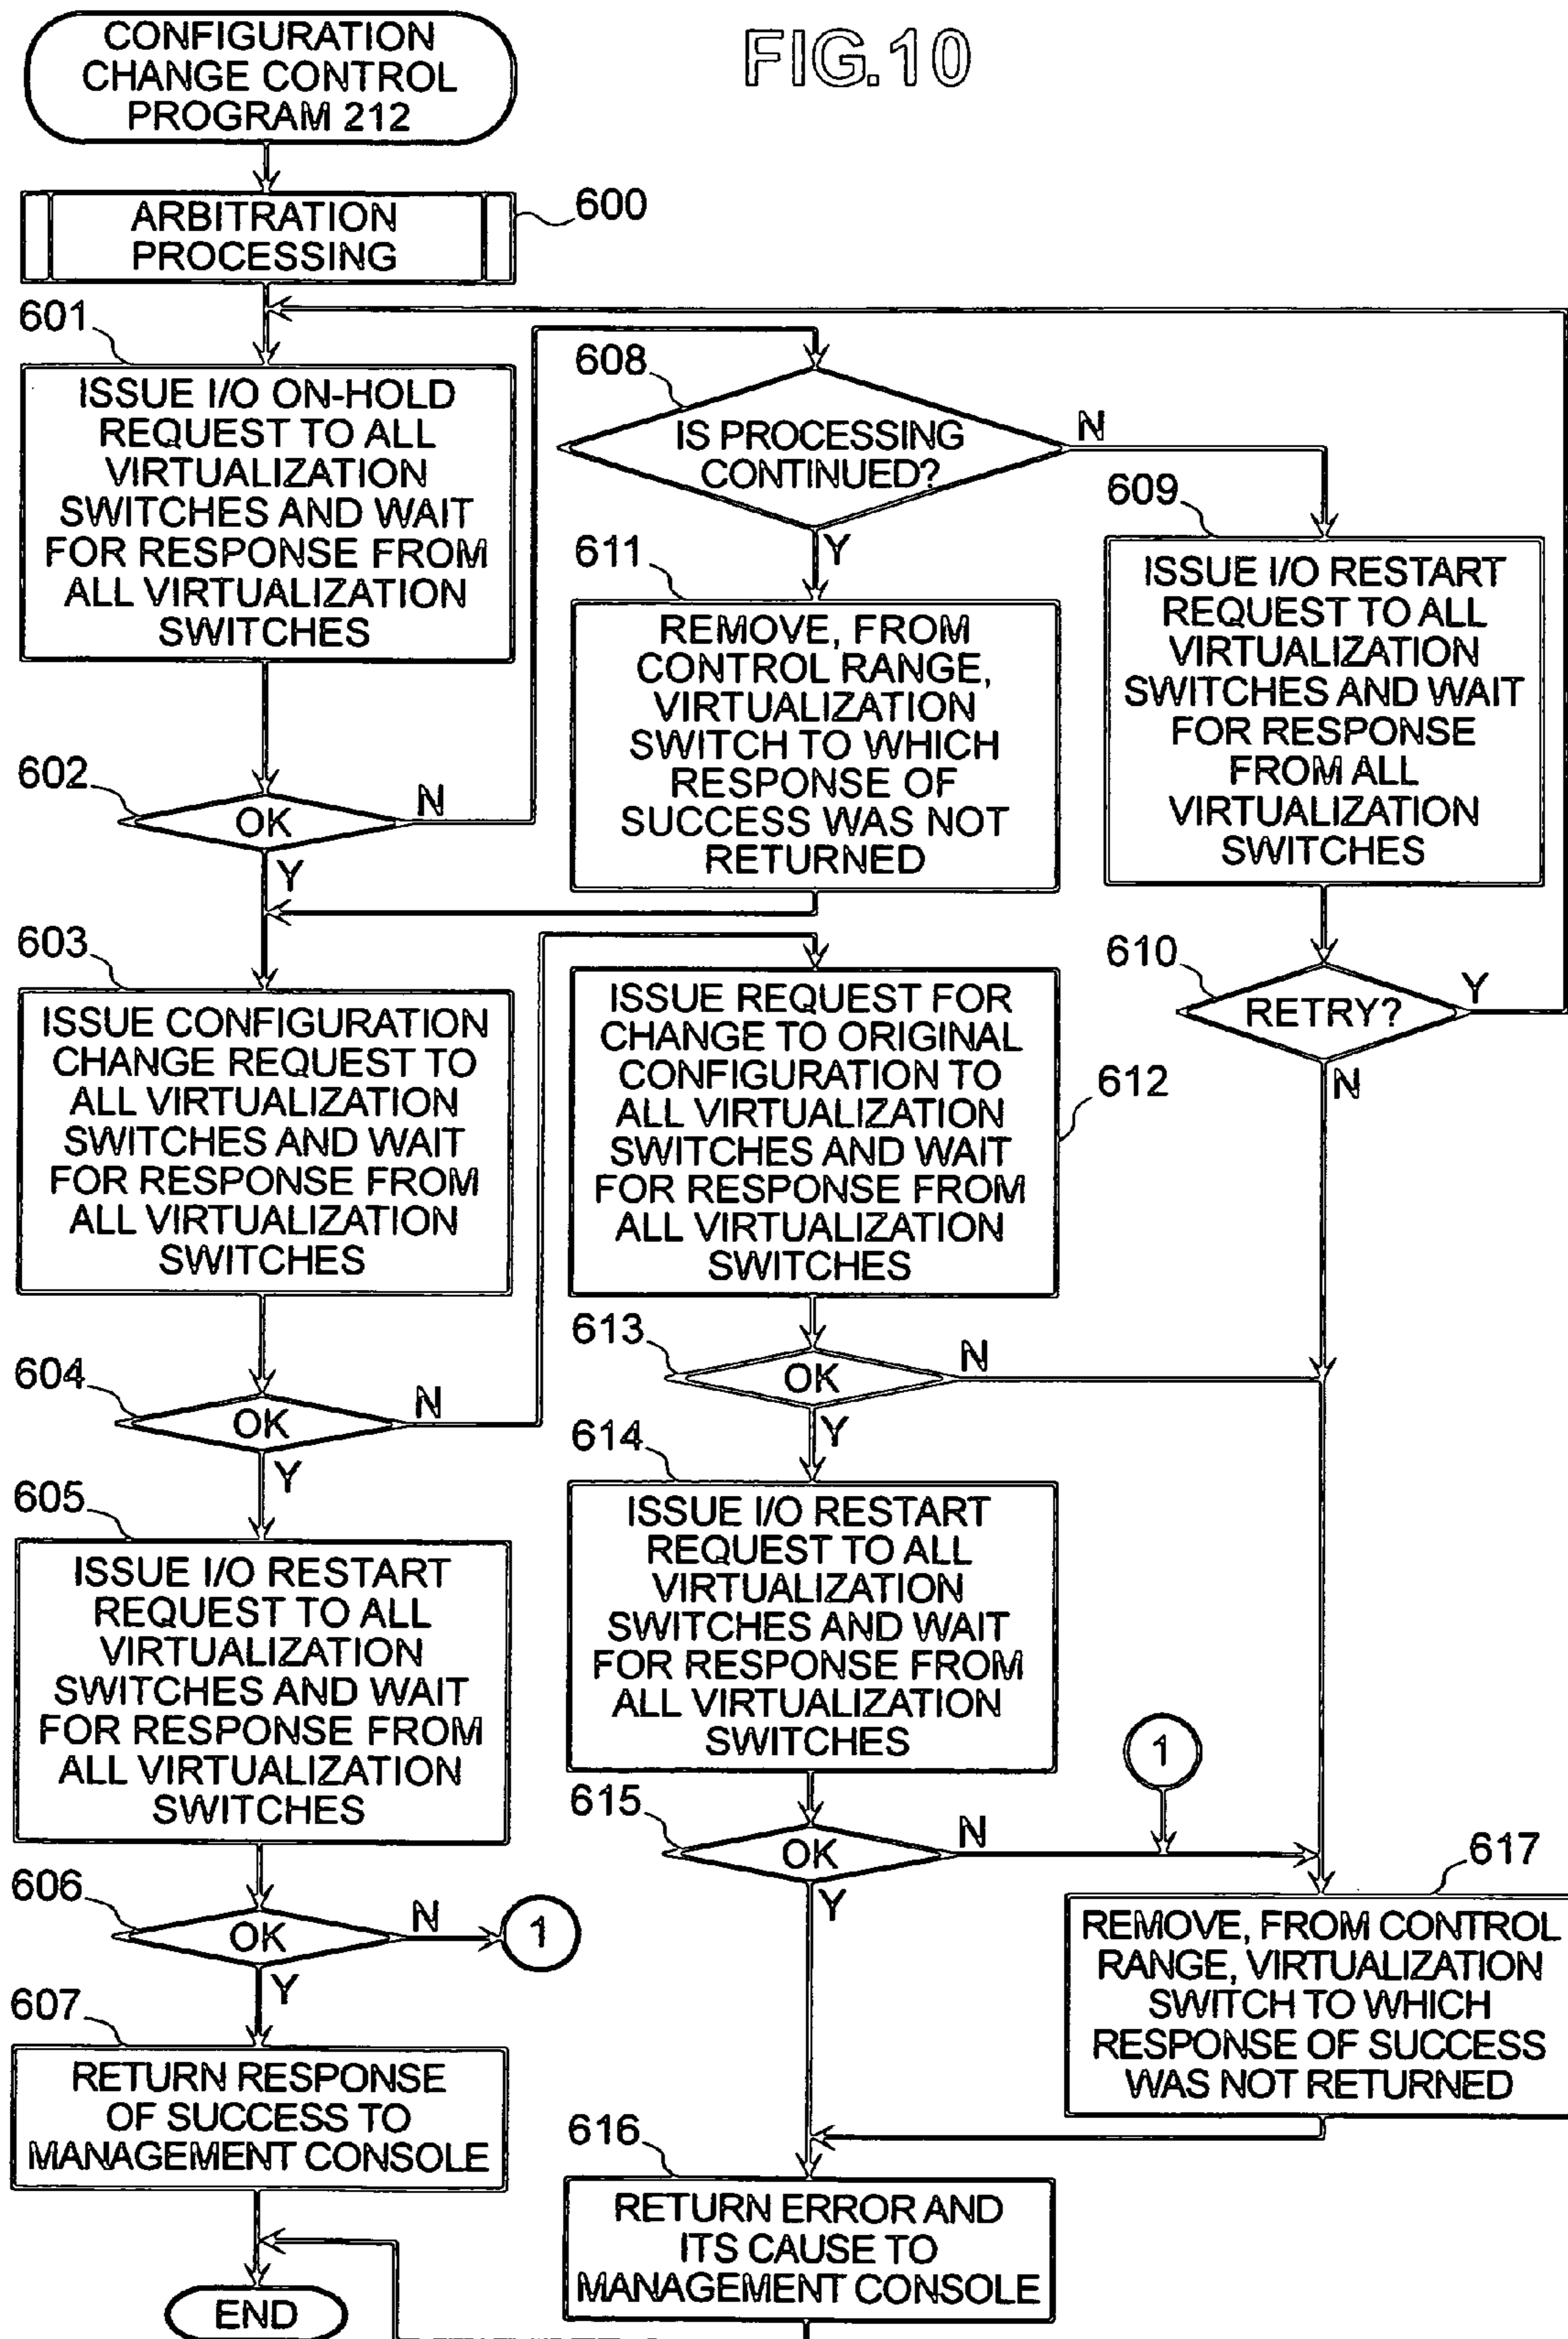 FIG.10
CONFIGURATION
CHANGE CONTROL
PROGRAM 212
ARBITRATION
PROCESSING
600
601
ISSUE I/O ON-HOLD
REQUEST TO ALL
VIRTUALIZATION
SWITCHES AND WAIT
FOR RESPONSE FROM
ALL VIRTUALIZATION
SWITCHES
602
OK
N
Y
603
ISSUE CONFIGURATION
CHANGE REQUEST TO
ALL VIRTUALIZATION
SWITCHES AND WAIT
FOR RESPONSE FROM
ALL VIRTUALIZATION
SWITCHES
604
OK
N
Y
605
ISSUE I/O RESTART
REQUEST TO ALL
VIRTUALIZATION
SWITCHES AND WAIT
FOR RESPONSE FROM
ALL VIRTUALIZATION
SWITCHES
606
OK
N
1
Y
607
RETURN RESPONSE
OF SUCCESS TO
MANAGEMENT CONSOLE
END
608
IS PROCESSING
CONTINUED?
N
Y
611
REMOVE, FROM
CONTROL RANGE,
VIRTUALIZATION
SWITCH TO WHICH
RESPONSE OF
SUCCESS WAS NOT
RETURNED
609
ISSUE I/O RESTART
REQUEST TO ALL
VIRTUALIZATION
SWITCHES AND WAIT
FOR RESPONSE
FROM ALL
VIRTUALIZATION
SWITCHES
610
RETRY?
Y
N
ISSUE REQUEST FOR
CHANGE TO ORIGINAL
CONFIGURATION TO
ALL VIRTUALIZATION
SWITCHES AND WAIT
FOR RESPONSE FROM
ALL VIRTUALIZATION
SWITCHES
612
613
OK
N
Y
614
ISSUE I/O RESTART
REQUEST TO ALL
VIRTUALIZATION
SWITCHES AND WAIT
FOR RESPONSE FROM
ALL VIRTUALIZATION
SWITCHES
615
OK
N
Y
1
617
REMOVE, FROM CONTROL
RANGE, VIRTUALIZATION
SWITCH TO WHICH
RESPONSE OF SUCCESS
WAS NOT RETURNED
616
RETURN ERROR AND
ITS CAUSE TO
MANAGEMENT CONSOLE